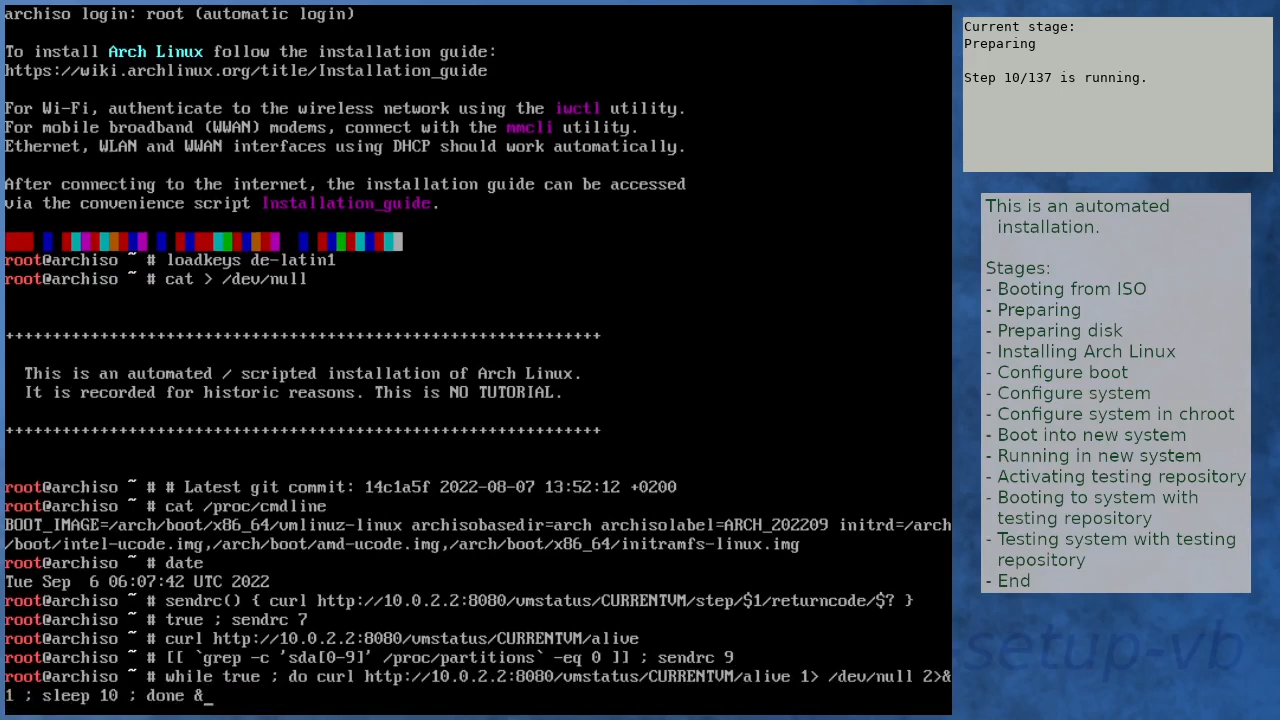 archiso login: root (automatic login)
To install Arch Linux follow the installation guide:
https://wiki.archlinux.org/title/Installation_guide
For Wi-Fi, authenticate to the wireless network using the iwctl utility.
For mobile broadband (WWAN) modems, connect with the mmcli utility.
Ethernet, WLAN and WWAN interfaces using DHCP should work automatically.
After connecting to the internet, the installation guide can be accessed
via the convenience script Installation_guide.
root@archiso ~ # loadkeys de-latin1
root@archiso ~ # cat > /dev/null
+++++++++++++++++++++++++++++++++++++++++++++++++++++++++++++++
This is an automated / scripted installation of Arch Linux.
It is recorded for historic reasons. This is NO TUTORIAL.
+++++++++++++++++++++++++++++++++++++++++++++++++++++++++++++++
root@archiso ~ # # Latest git commit: 14c1a5f 2022-08-07 13:52:12 +0200
root@archiso ~ # cat /proc/cmdline
BOOT_IMAGE=/arch/boot/x86_64/vmlinuz-linux archisobasedir=arch archisolabel=ARCH_202209 initrd=/arch
/boot/intel-ucode.img,/arch/boot/amd-ucode.img,/arch/boot/x86_64/initramfs-linux.img
root@archiso ~ # date
Tue Sep  6 06:07:42 UTC 2022
root@archiso ~ # sendrc() { curl http://10.0.2.2:8080/vmstatus/CURRENTVM/step/$1/returncode/$? }
root@archiso ~ # true ; sendrc 7
root@archiso ~ # curl http://10.0.2.2:8080/vmstatus/CURRENTVM/alive
root@archiso ~ # [[ `grep -c 'sda[0-9]' /proc/partitions` -eq 0 ]] ; sendrc 9
root@archiso ~ # while true ; do curl http://10.0.2.2:8080/vmstatus/CURRENTVM/alive 1> /dev/null 2>&
1 ; sleep 10 ; done &_
Current stage:
Preparing
Step 10/137 is running.
This is an automated
installation.
Stages:
- Booting from ISO
- Preparing
- Preparing disk
- Installing Arch Linux
- Configure boot
- Configure system
- Configure system in chroot
- Boot into new system
- Running in new system
- Activating testing repository
- Booting to system with
testing repository
- Testing system with testing
repository
- End
setup-vb